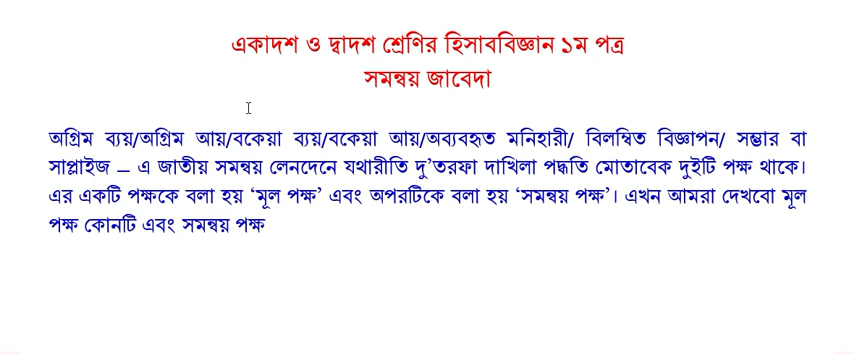 একাদশ ও দ্বাদশ শ্রেণির হিসাববিজ্ঞান ১ম পত্র
সমন্বয় জাবেদা
অগ্রিম ব্যয়/অগ্রিম আয়/বকেয়া ব্যয়/বকেয়া আয়/অব্যবহৃত মনিহারী/ বিলম্বিত বিজ্ঞাপন/ সম্ভার বা
সাপ্লাইজ – এ জাতীয় সমন্বয় লেনদেনে যথারীতি দু’তরফা দাখিলা পদ্ধতি মোতাবেক দুইটি পক্ষ থাকে।
এর একটি পক্ষকে বলা হয় ‘মূল পক্ষ’ এবং অপরটিকে বলা হয় ‘সমন্বয় পক্ষ’। এখন আমরা দেখবো মূল
পক্ষ কোনটি এবং সমন্বয় পক্ষ